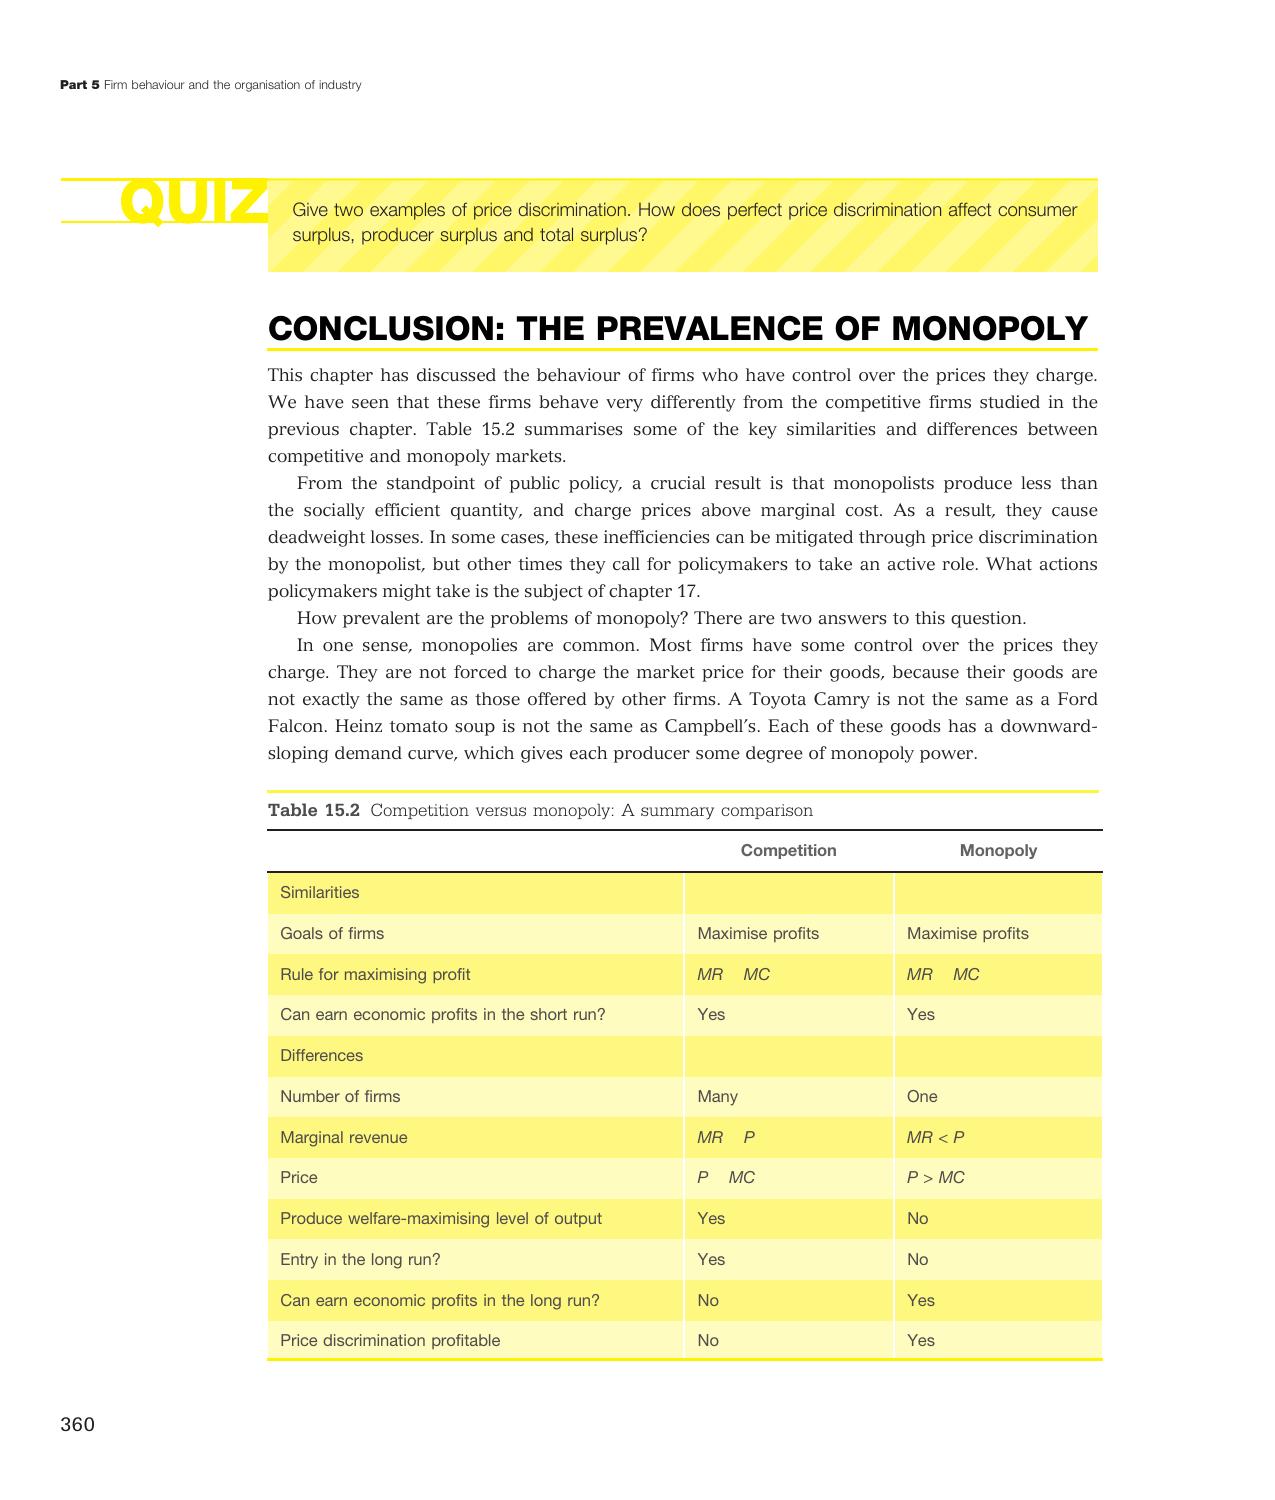 Part 5 Firm behaviour and the organisation of industry
QUIZ
Give two examples of price discrimination. How does perfect price discrimination affect consumer
surplus, producer surplus and total surplus?
CONCLUSION: THE PREVALENCE OF MONOPOLY
This chapter has discussed the behaviour of firms who have control over the prices they charge.
We have seen that these firms behave very differently from the competitive firms studied in the
previous chapter. Table 15.2 summarises some of the key similarities and differences between
competitive and monopoly markets.
From the standpoint of public policy, a crucial result is that monopolists produce less than
the socially efficient quantity, and charge prices above marginal cost. As a result, they cause
deadweight losses. In some cases, these inefficiencies can be mitigated through price discrimination
by the monopolist, but other times they call for policymakers to take an active role. What actions
policymakers might take is the subject of chapter 17.
How prevalent are the problems of monopoly? There are two answers to this question.
In one sense, monopolies are common. Most firms have some control over the prices they
charge. They are not forced to charge the market price for their goods, because their goods are
not exactly the same as those offered by other firms. A Toyota Camry is not the same as a Ford
Falcon. Heinz tomato soup is not the same as Campbell's. Each of these goods has a downward-
sloping demand curve, which gives each producer some degree of monopoly power.
Table 15.2 Competition versus monopoly: A summary comparison
Competition Monopoly
Similarities
Goals of firms Maximise profits Maximise profits
Rule for maximising profit MR MC MR MC
Can earn economic profits in the short run? Yes Yes
Differences
Number of firms Many One
Marginal revenue MR P MR < P
Price P MC P > MC
Produce welfare-maximising level of output Yes No
Entry in the long run? Yes No
Can earn economic profits in the long run? No Yes
Price discrimination profitable No Yes
360